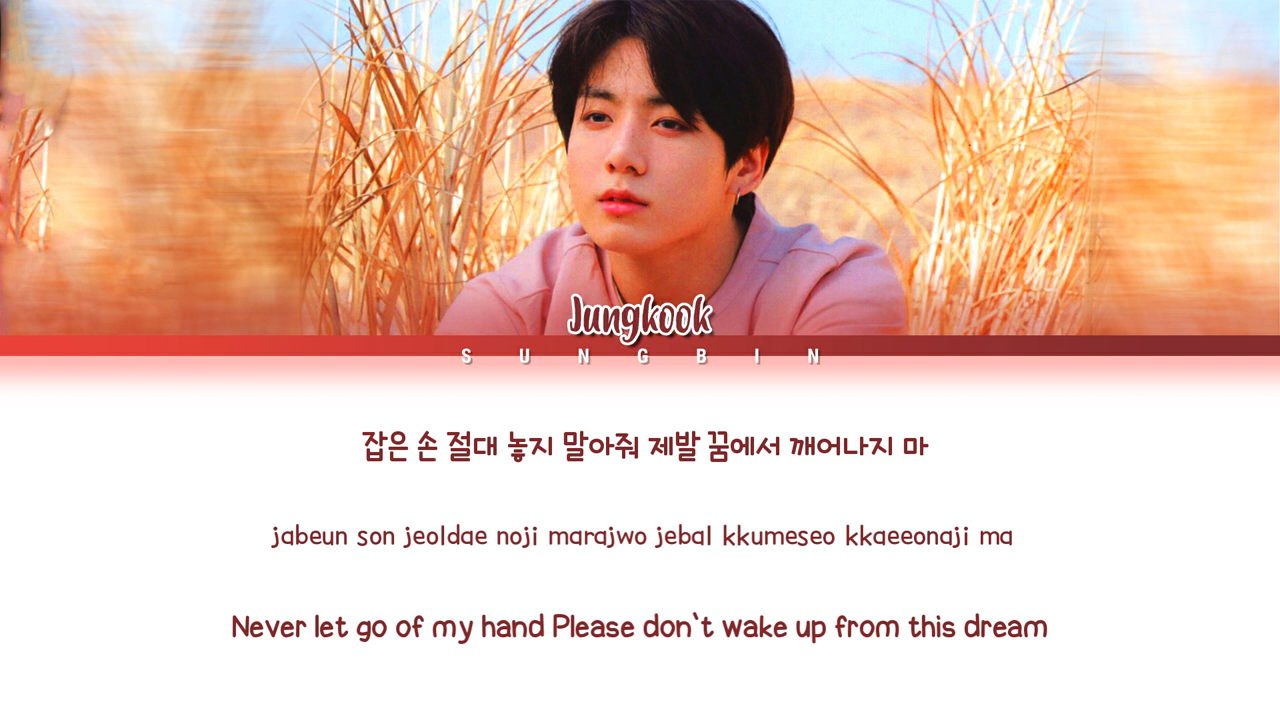 Jungkook
SUNGBIN
잡은 손 절대 놓지 말아줘 제발 꿈에서 깨어나지 마
jabeun son jeoldae noji marajwo jebal kkumeseo kkaeeonaji ma
Never let go of my hand Please don't wake up from this dream